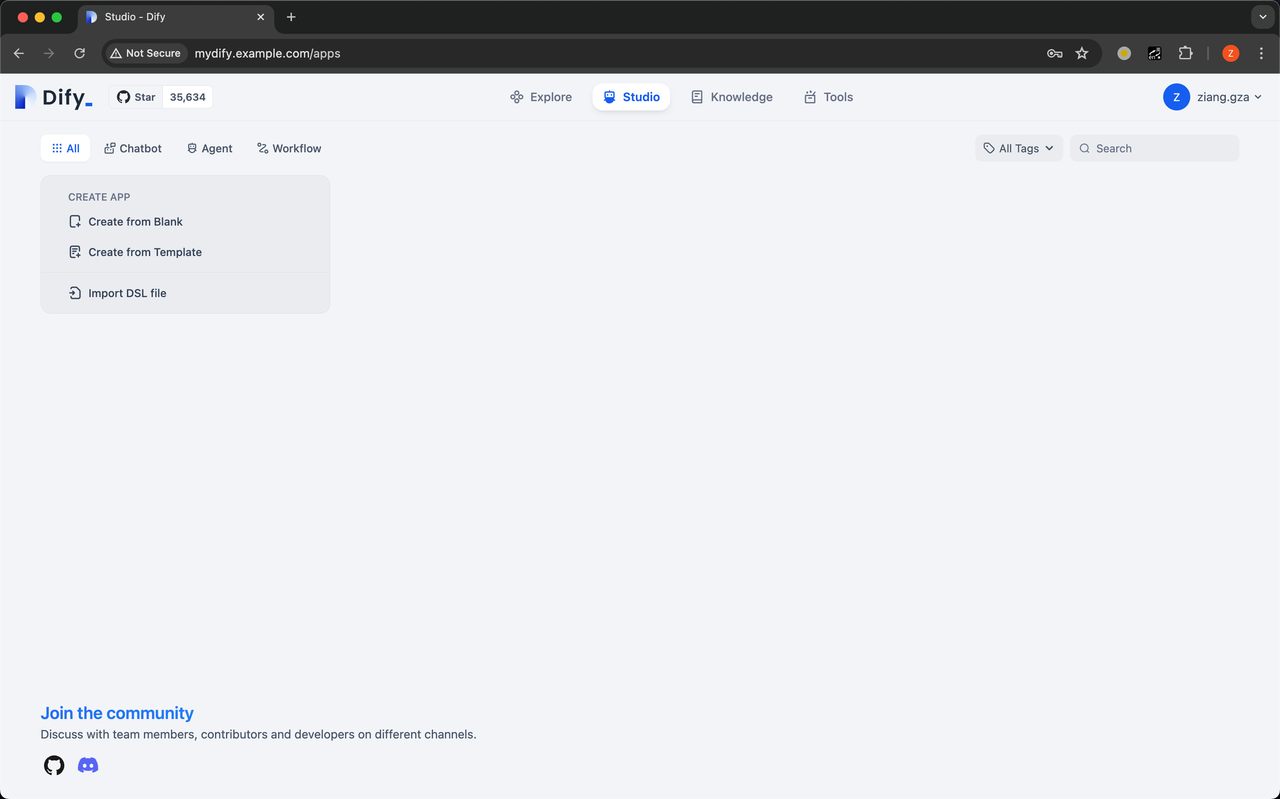 Studio - Dify
Not Secure mydify.example.com/apps Z
Dify_ Star 35,634 Explore Studio Knowledge Tools Z ziang.gza
All Chatbot Agent Workflow All Tags Search
CREATE APP
Create from Blank
Create from Template
Import DSL file
Join the community
Discuss with team members, contributors and developers on different channels.